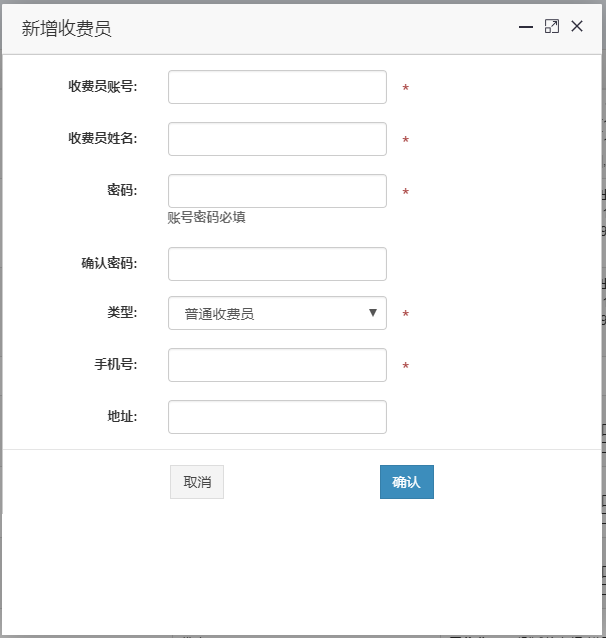 新增收费员
收费员账号: *
收费员姓名: *
密码: *
账号密码必填
确认密码:
类型: 普通收费员 ▼ *
手机号: *
地址:
取消 确认